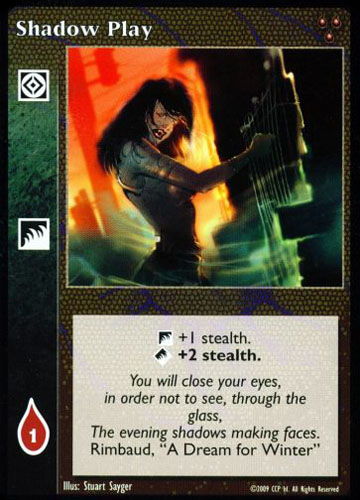 Shadow Play
+1 stealth.
+2 stealth.
You will close your eyes,
in order not to see, through the
glass,
The evening shadows making faces.
Rimbaud, “A Dream for Winter”
1
Illus: Stuart Sayger
©2009 CCP hf. All Rights Reserved.